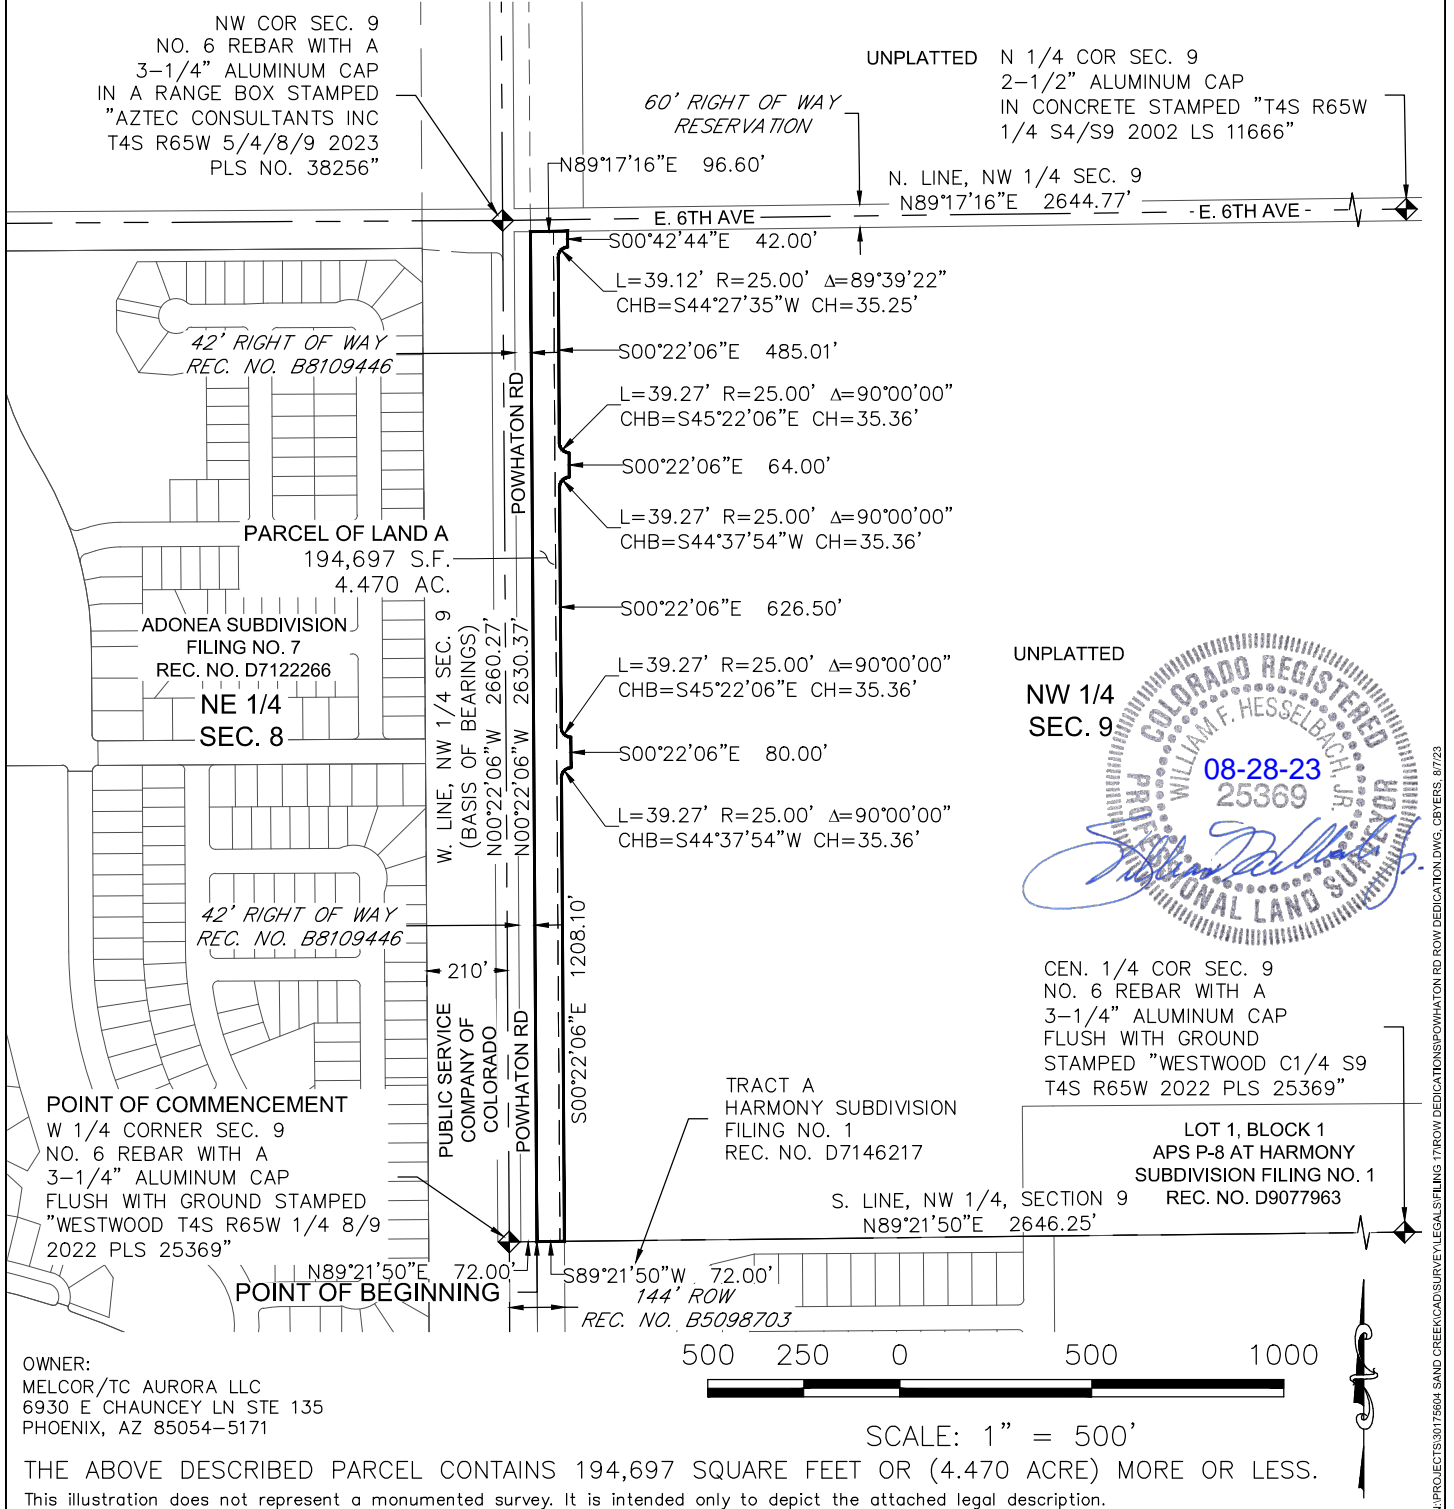 NW COR SEC. 9
NO. 6 REBAR WITH A
3-1/4" ALUMINUM CAP
IN A RANGE BOX STAMPED
"AZTEC CONSULTANTS INC
T4S R65W 5/4/8/9 2023
PLS NO. 38256"
60' RIGHT OF WAY
RESERVATION
UNPLATTED
N 1/4 COR SEC. 9
2-1/2" ALUMINUM CAP
IN CONCRETE STAMPED "T4S R65W
1/4 S4/S9 2002 LS 11666"
N89°17'16"E 96.60'
N. LINE, NW 1/4 SEC. 9
N89°17'16"E 2644.77'
E. 6TH AVE
E. 6TH AVE
S00°42'44"E 42.00'
L=39.12' R=25.00' Δ=89°39'22"
CHB=S44°27'35"W CH=35.25'
42' RIGHT OF WAY
REC. NO. B8109446
S00°22'06"E 485.01'
POWHATON RD
L=39.27' R=25.00' Δ=90°00'00"
CHB=S45°22'06"E CH=35.36'
S00°22'06"E 64.00'
L=39.27' R=25.00' Δ=90°00'00"
CHB=S44°37'54"W CH=35.36'
PARCEL OF LAND A
194,697 S.F.
4.470 AC.
S00°22'06"E 626.50'
ADONEA SUBDIVISION
FILING NO. 7
REC. NO. D7122266
NE 1/4
SEC. 8
W. LINE, NW 1/4 SEC. 9
(BASIS OF BEARINGS)
N00°22'06"W 2660.27'
N00°22'06"W 2630.37'
L=39.27' R=25.00' Δ=90°00'00"
CHB=S45°22'06"E CH=35.36'
S00°22'06"E 80.00'
L=39.27' R=25.00' Δ=90°00'00"
CHB=S44°37'54"W CH=35.36'
UNPLATTED
NW 1/4
SEC. 9
COLORADO REGISTERED
WILLIAM F. HESSELBACH, JR.
08-28-23
25369
PROFESSIONAL LAND SURVEYOR
42' RIGHT OF WAY
REC. NO. B8109446
210'
PUBLIC SERVICE
COMPANY OF
COLORADO
POWHATON RD
S00°22'06"E 1208.10'
CEN. 1/4 COR SEC. 9
NO. 6 REBAR WITH A
3-1/4" ALUMINUM CAP
FLUSH WITH GROUND
STAMPED "WESTWOOD C1/4 S9
T4S R65W 2022 PLS 25369"
POINT OF COMMENCEMENT
W 1/4 CORNER SEC. 9
NO. 6 REBAR WITH A
3-1/4" ALUMINUM CAP
FLUSH WITH GROUND STAMPED
"WESTWOOD T4S R65W 1/4 8/9
2022 PLS 25369"
TRACT A
HARMONY SUBDIVISION
FILING NO. 1
REC. NO. D7146217
LOT 1, BLOCK 1
APS P-8 AT HARMONY
SUBDIVISION FILING NO. 1
REC. NO. D9077963
S. LINE, NW 1/4, SECTION 9
N89°21'50"E 2646.25'
N89°21'50"E 72.00'
POINT OF BEGINNING
S89°21'50"W 72.00'
144' ROW
REC. NO. B5098703
OWNER:
MELCOR/TC AURORA LLC
6930 E CHAUNCEY LN STE 135
PHOENIX, AZ 85054-5171
500 250 0 500 1000
SCALE: 1" = 500'
THE ABOVE DESCRIBED PARCEL CONTAINS 194,697 SQUARE FEET OR (4.470 ACRE) MORE OR LESS.
This illustration does not represent a monumented survey. It is intended only to depict the attached legal description.
I:\PROJECTS\30175604 SAND CREEK\CAD\SURVEY\LEGALS\FILING 17\ROW DEDICATIONS\POWHATON RD ROW DEDICATION.DWG, CBYERS, 8/7/23